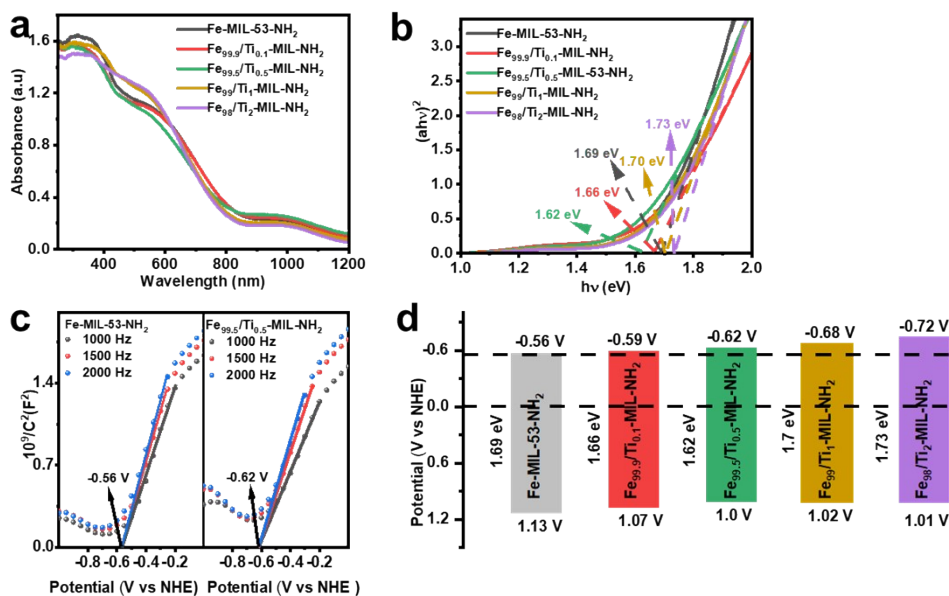 a
Fe-MIL-53-NH₂
Fe₉₉.₉/Ti₀.₁-MIL-NH₂
Fe₉₉.₅/Ti₀.₅-MIL-NH₂
Fe₉₉/Ti₁-MIL-NH₂
Fe₉₈/Ti₂-MIL-NH₂
Absorbance (a.u)
1.6
1.2
0.8
0.4
0.0
400 600 800 1000 1200
Wavelength (nm)
b
Fe-MIL-53-NH₂
Fe₉₉.₉/Ti₀.₁-MIL-NH₂
Fe₉₉.₅/Ti₀.₅-MIL-53-NH₂
Fe₉₉/Ti₁-MIL-NH₂
Fe₉₈/Ti₂-MIL-NH₂
(ahν)²
3.0
2.5
2.0
1.5
1.0
0.5
0.0
1.73 eV
1.69 eV
1.70 eV
1.66 eV
1.62 eV
1.0 1.2 1.4 1.6 1.8 2.0
hν (eV)
c
Fe-MIL-53-NH₂
1000 Hz
1500 Hz
2000 Hz
Fe₉₉.₅/Ti₀.₅-MIL-NH₂
1000 Hz
1500 Hz
2000 Hz
10⁹/C²(F²)
1.4
0.7
0.0
-0.56 V
-0.62 V
-0.8 -0.6 -0.4 -0.2
-0.8 -0.6 -0.4 -0.2
Potential (V vs NHE)
Potential (V vs NHE )
d
Potential (V vs NHE)
-0.6
0.0
0.6
1.2
-0.56 V
-0.59 V
-0.62 V
-0.68 V
-0.72 V
1.69 eV
Fe-MIL-53-NH₂
1.66 eV
Fe₉₉.₉/Ti₀.₁-MIL-NH₂
1.62 eV
Fe₉₉.₅/Ti₀.₅-MIL-NH₂
1.7 eV
Fe₉₉/Ti₁-MIL-NH₂
1.73 eV
Fe₉₈/Ti₂-MIL-NH₂
1.13 V
1.07 V
1.0 V
1.02 V
1.01 V